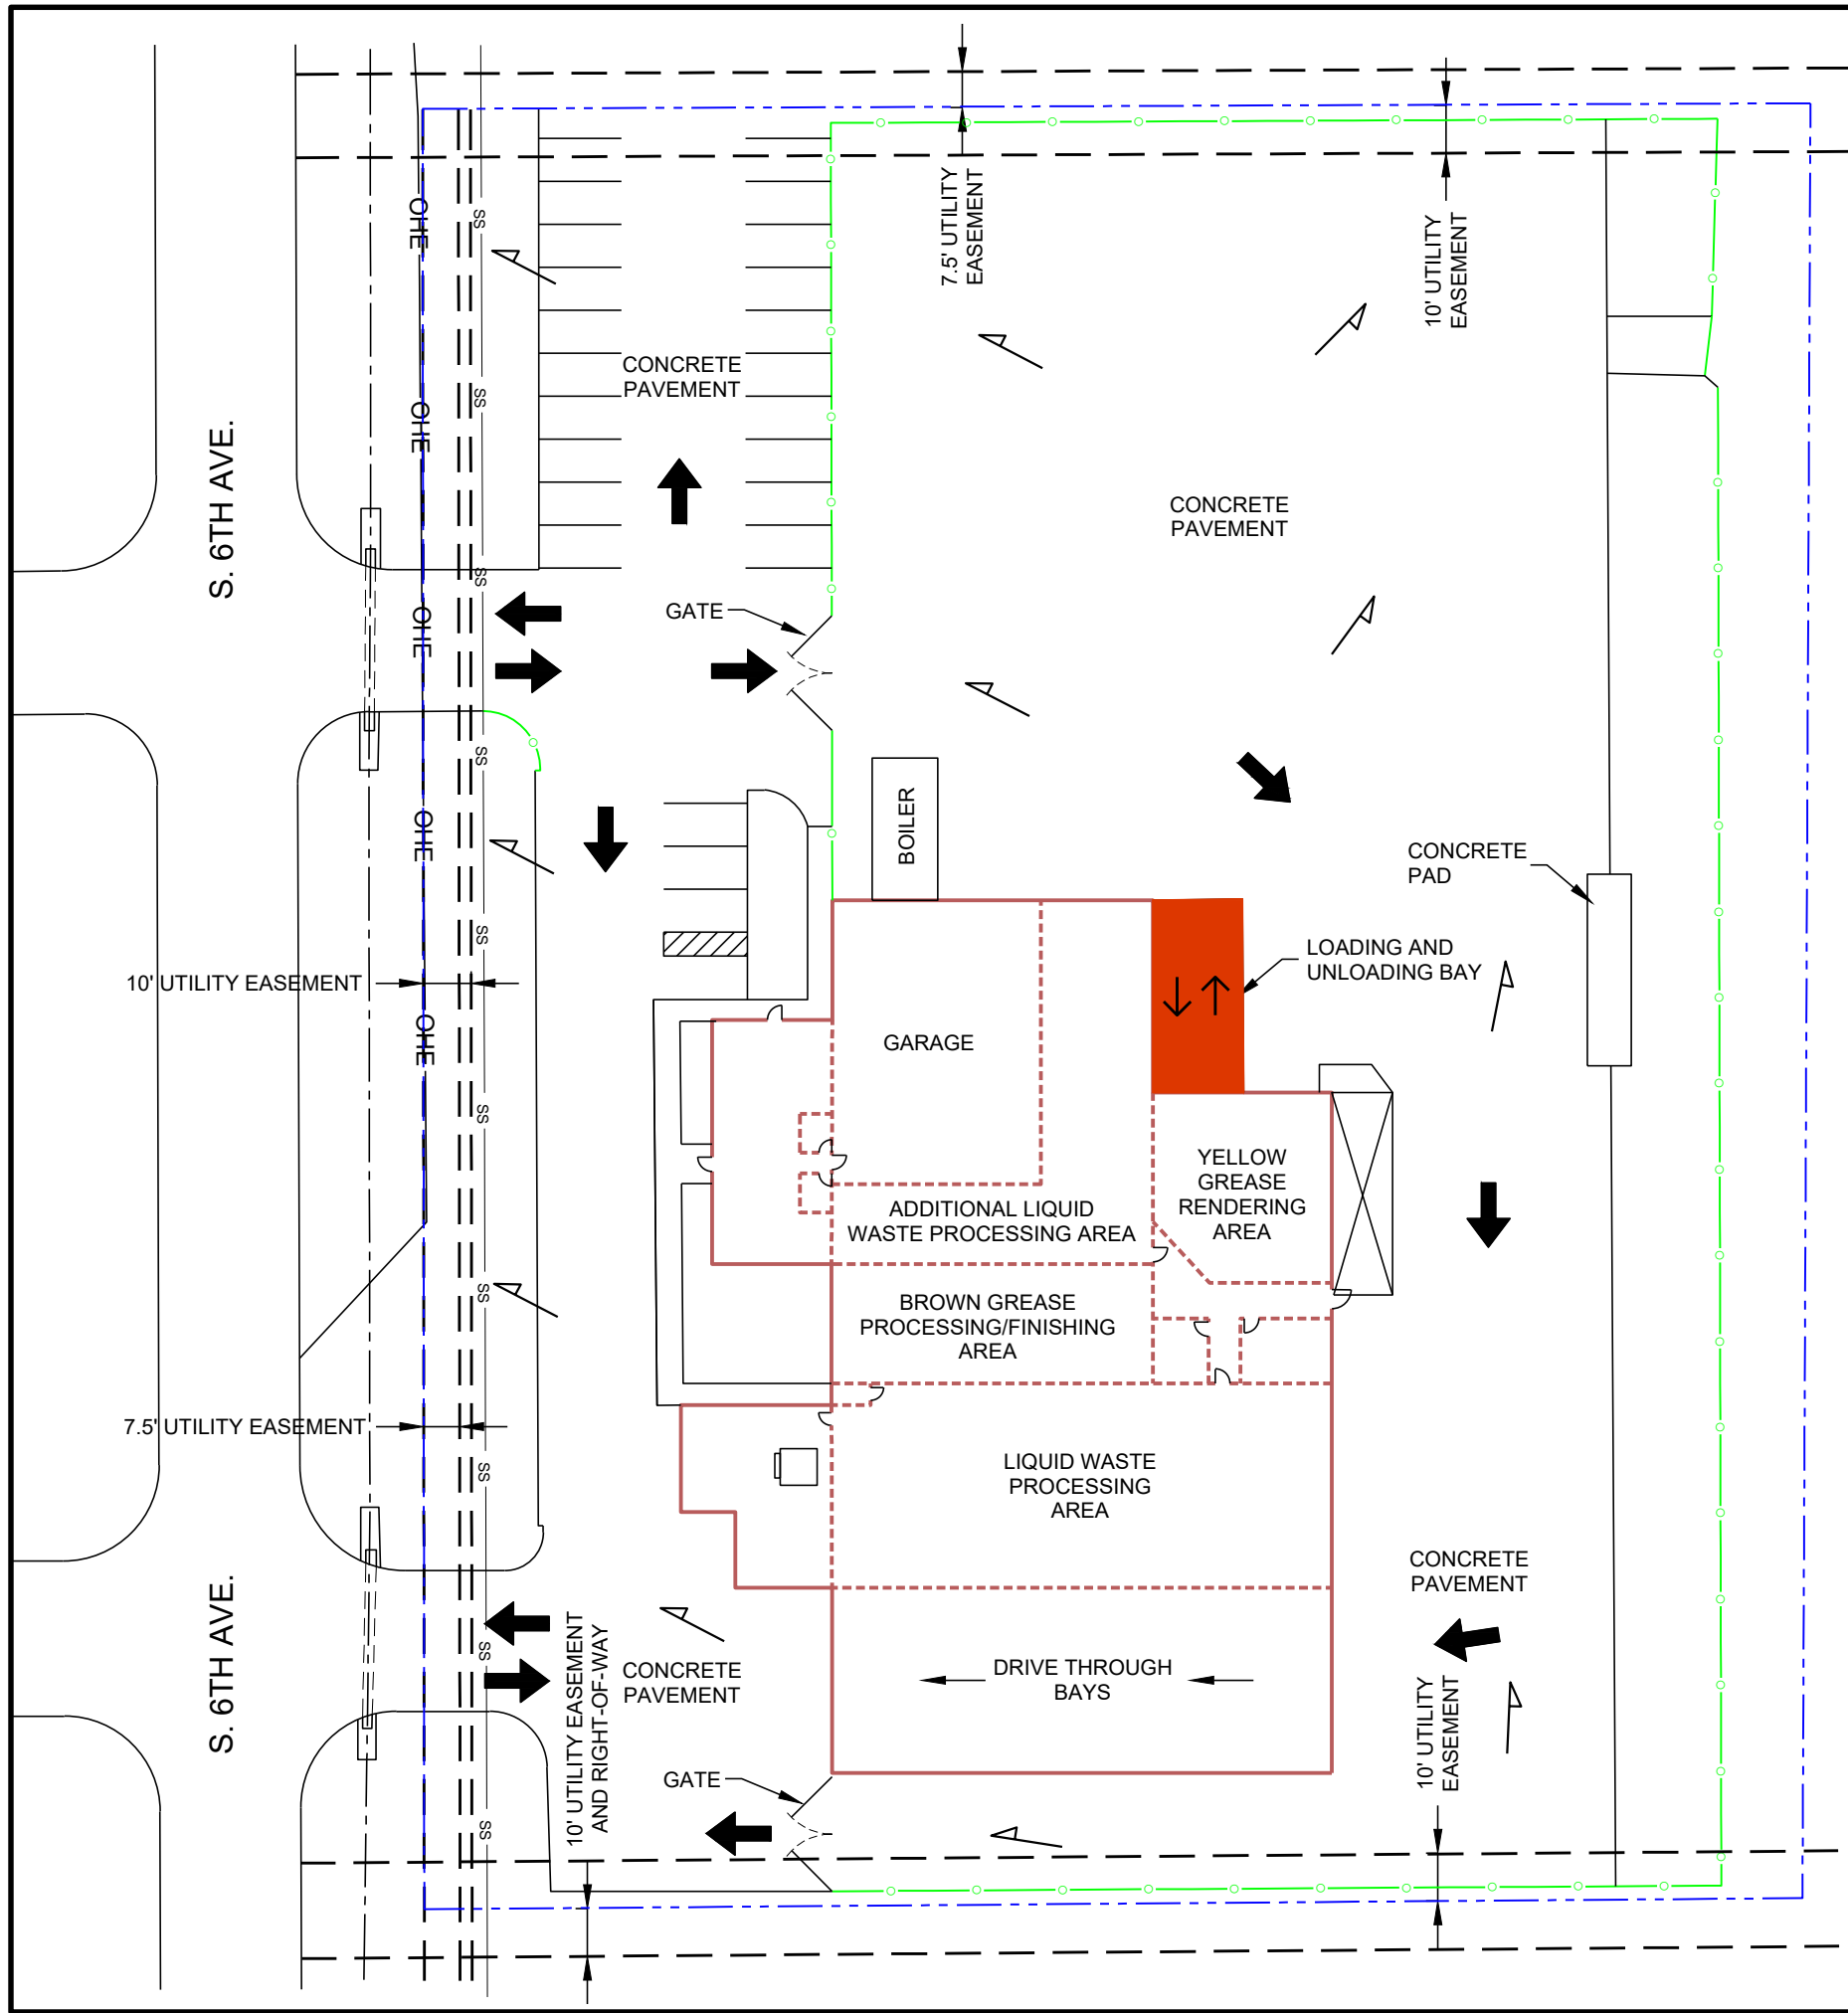 7.5' UTILITY
EASEMENT
10' UTILITY
EASEMENT
OHE
SS
CONCRETE
PAVEMENT
SS
OHE
S. 6TH AVE.
CONCRETE
PAVEMENT
SS
GATE
OHE
SS
OHE
BOILER
CONCRETE
PAD
SS
LOADING AND
UNLOADING BAY
10' UTILITY EASEMENT
OHE
GARAGE
SS
YELLOW
GREASE
RENDERING
AREA
ADDITIONAL LIQUID
WASTE PROCESSING AREA
SS
BROWN GREASE
PROCESSING/FINISHING
AREA
7.5' UTILITY EASEMENT
SS
LIQUID WASTE
PROCESSING
AREA
CONCRETE
PAVEMENT
S. 6TH AVE.
SS
10' UTILITY EASEMENT
AND RIGHT-OF-WAY
CONCRETE
PAVEMENT
DRIVE THROUGH
BAYS
10' UTILITY
EASEMENT
GATE
SS